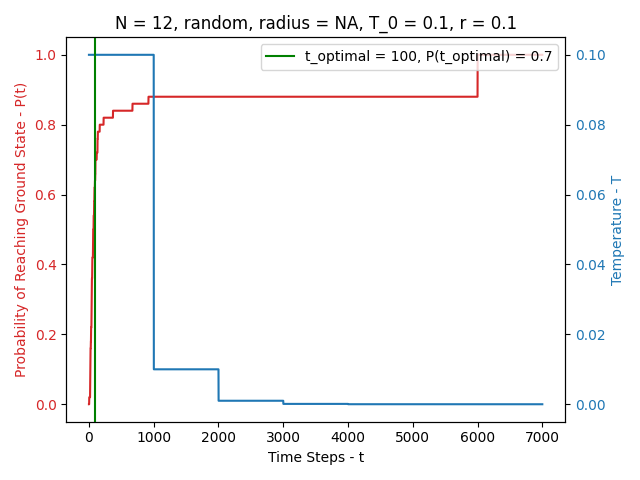 N = 12, random, radius = NA, T_0 = 0.1, r = 0.1
t_optimal = 100, P(t_optimal) = 0.7
Probability of Reaching Ground State - P(t)
1.0
0.8
0.6
0.4
0.2
0.0
0.10
0.08
0.06
0.04
0.02
0.00
Temperature - T
0 1000 2000 3000 4000 5000 6000 7000
Time Steps - t